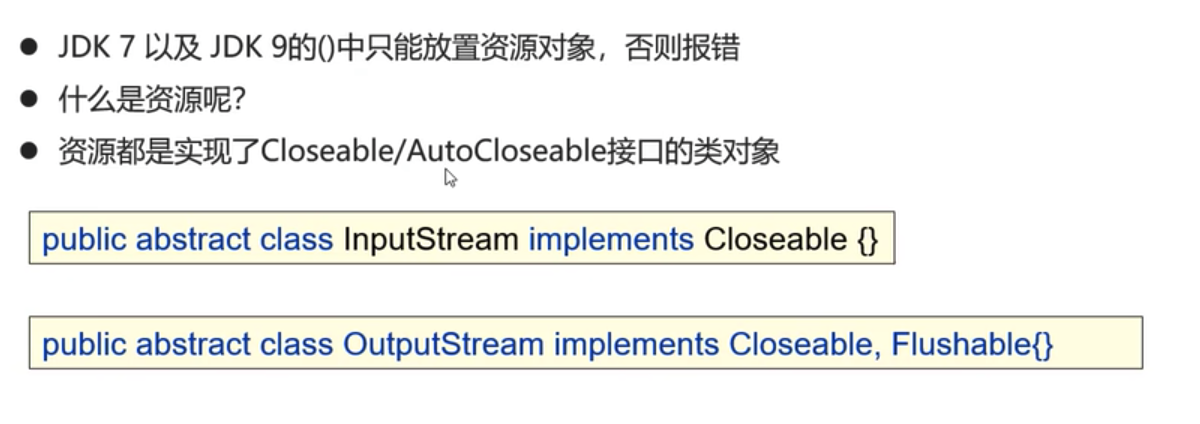 ● JDK 7 以及 JDK 9的()中只能放置资源对象，否则报错
● 什么是资源呢？
● 资源都是实现了Closeable/AutoCloseable接口的类对象
public abstract class InputStream implements Closeable {}
public abstract class OutputStream implements Closeable, Flushable{}